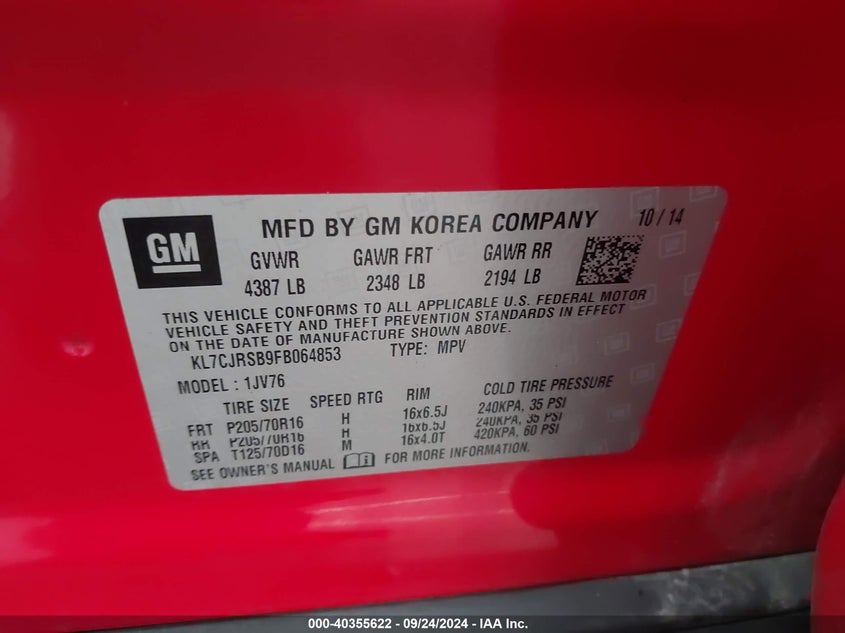 GM
MFD BY GM KOREA COMPANY 10/14
GVWR GAWR FRT GAWR RR
4387 LB 2348 LB 2194 LB
THIS VEHICLE CONFORMS TO ALL APPLICABLE U.S. FEDERAL MOTOR
VEHICLE SAFETY AND THEFT PREVENTION STANDARDS IN EFFECT
ON THE DATE OF MANUFACTURE SHOWN ABOVE.
KL7CJRSB9FB064853 TYPE: MPV
MODEL : 1JV76
TIRE SIZE SPEED RTG RIM COLD TIRE PRESSURE
FRT P205/70R16 H 16x6.5J 240KPA, 35 PSI
RR P205/70R16 H 16x6.5J 240KPA, 35 PSI
SPA T125/70D16 M 16x4.0T 420KPA, 60 PSI
SEE OWNER'S MANUAL FOR MORE INFORMATION.
000-40355622 - 09/24/2024 - IAA Inc.